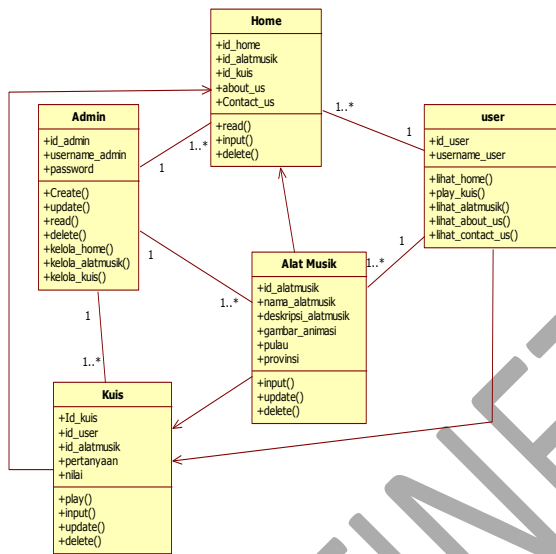 Home
+id_home
+id_alatmusik
+id_kuis
+about_us
+Contact_us
+read()
+input()
+delete()
Admin
+id_admin
+username_admin
+password
+Create()
+update()
+read()
+delete()
+kelola_home()
+kelola_alatmusik()
+kelola_kuis()
user
+id_user
+username_user
+lihat_home()
+play_kuis()
+lihat_alatmusik()
+lihat_about_us()
+lihat_contact_us()
1..*
1
1..*
1
1
1..*
1
1..*
1
1..*
Alat Musik
+id_alatmusik
+nama_alatmusik
+deskripsi_alatmusik
+gambar_animasi
+pulau
+provinsi
+input()
+update()
+delete()
Kuis
+Id_kuis
+id_user
+id_alatmusik
+pertanyaan
+nilai
+play()
+input()
+update()
+delete()